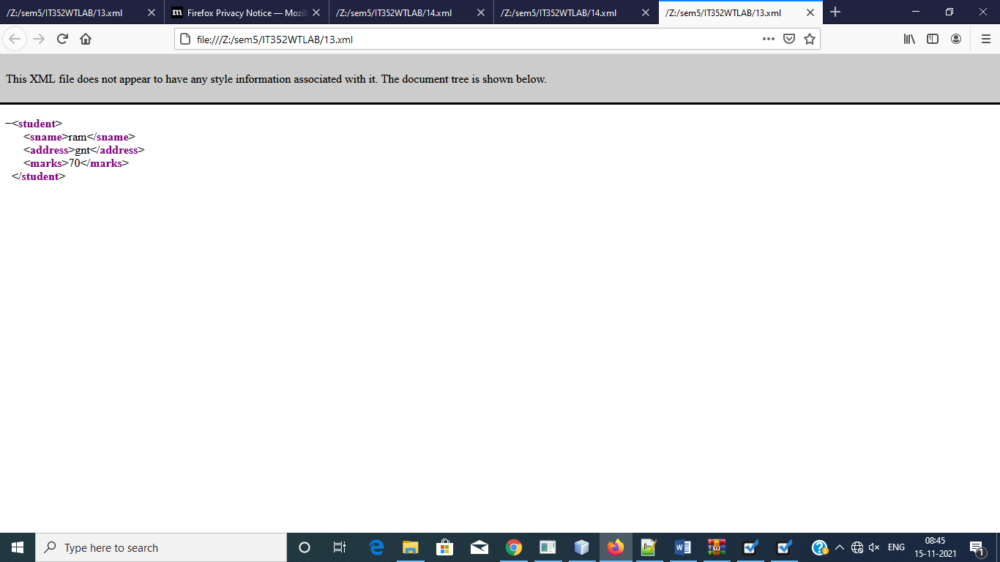 /Z:/sem5/IT352WTLAB/13.xml
Firefox Privacy Notice — Mozil
/Z:/sem5/IT352WTLAB/14.xml
/Z:/sem5/IT352WTLAB/14.xml
/Z:/sem5/IT352WTLAB/13.xml
file:///Z:/sem5/IT352WTLAB/13.xml
This XML file does not appear to have any style information associated with it. The document tree is shown below.
−<student>
<sname>ram</sname>
<address>gnt</address>
<marks>70</marks>
</student>
Type here to search
ENG
08:45
15-11-2021
1